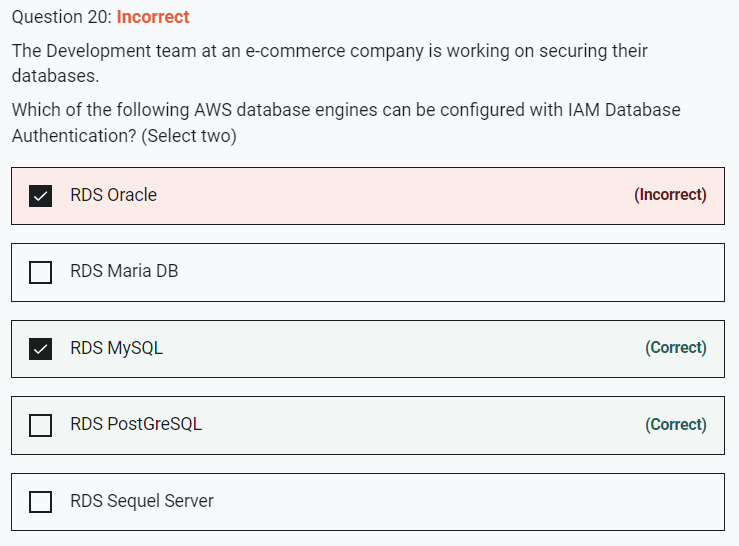 Question 20: Incorrect
The Development team at an e-commerce company is working on securing their
databases.
Which of the following AWS database engines can be configured with IAM Database
Authentication? (Select two)
RDS Oracle (Incorrect)
RDS Maria DB
RDS MySQL (Correct)
RDS PostGreSQL (Correct)
RDS Sequel Server